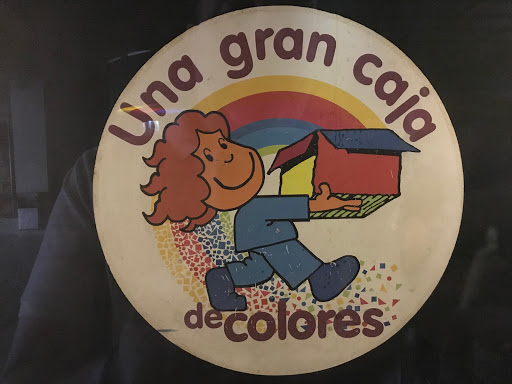 Una gran caja
de colores